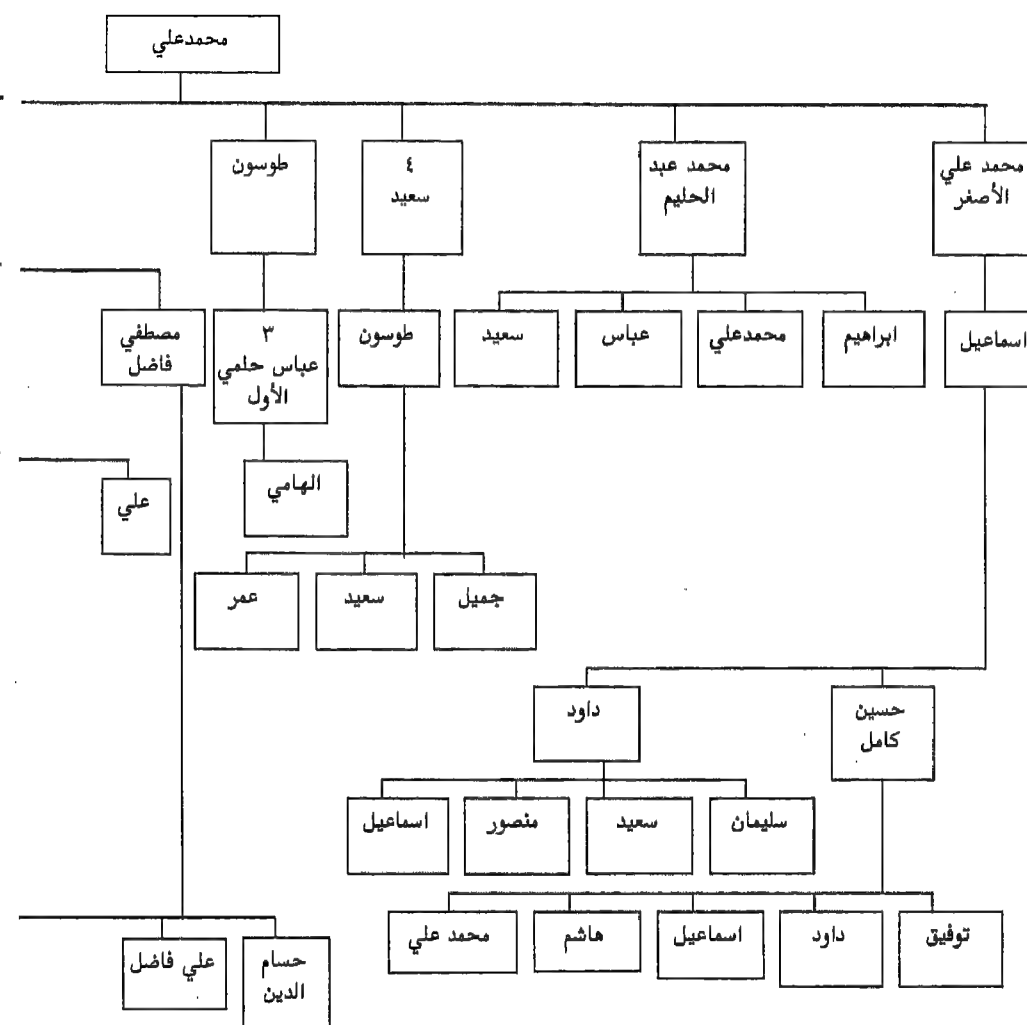 محمدعلي
محمد علي
الأصغر
محمد عبد
الحليم
٤
سعيد
طوسون
اسماعيل
ابراهيم
محمدعلي
عباس
سعيد
طوسون
٣
عباس حلمي
الأول
مصطفي
فاضل
الهامي
علي
جميل
سعيد
عمر
حسين
كامل
داود
سليمان
سعيد
منصور
اسماعيل
توفيق
داود
اسماعيل
هاشم
محمد علي
حسام
الدين
علي فاضل